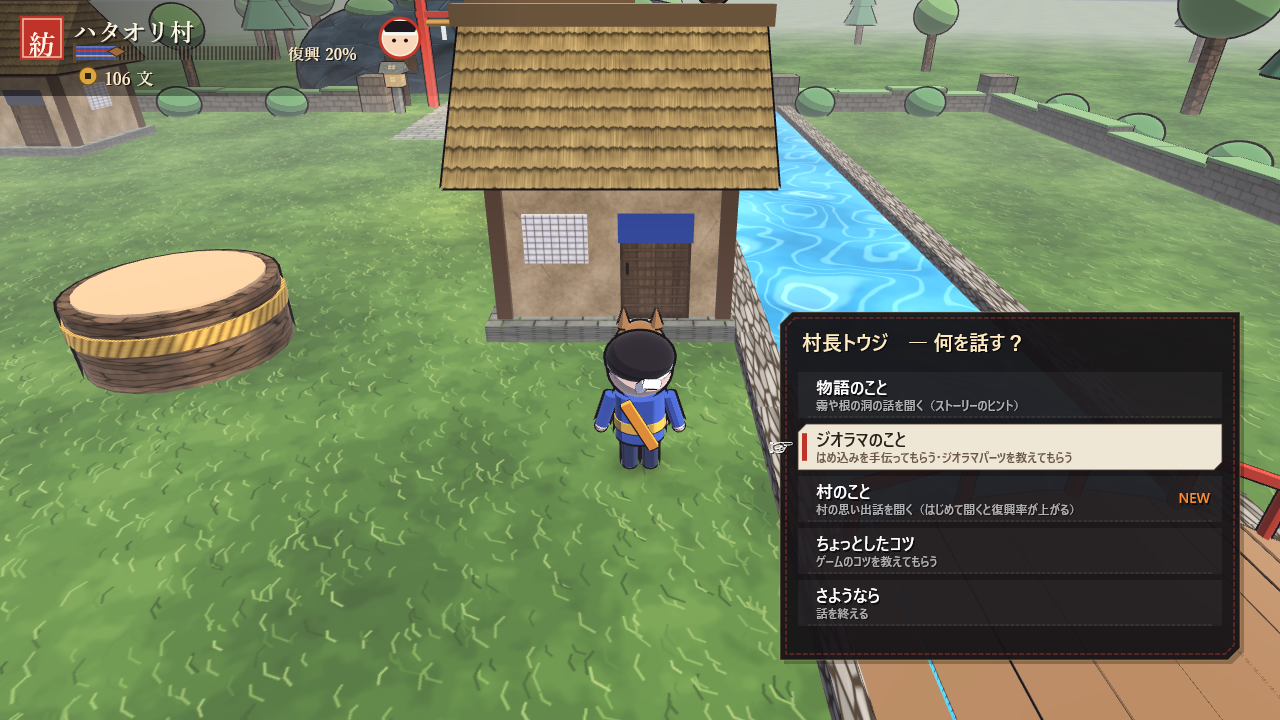 紡
ハタオリ村
復興 20%
106 文
村長トウジ ― 何を話す？
物語のこと
霧や根の洞の話を聞く（ストーリーのヒント）
ジオラマのこと
はめ込みを手伝ってもらう・ジオラマパーツを教えてもらう
村のこと
NEW
村の思い出話を聞く（はじめて聞くと復興率が上がる）
ちょっとしたコツ
ゲームのコツを教えてもらう
さようなら
話を終える